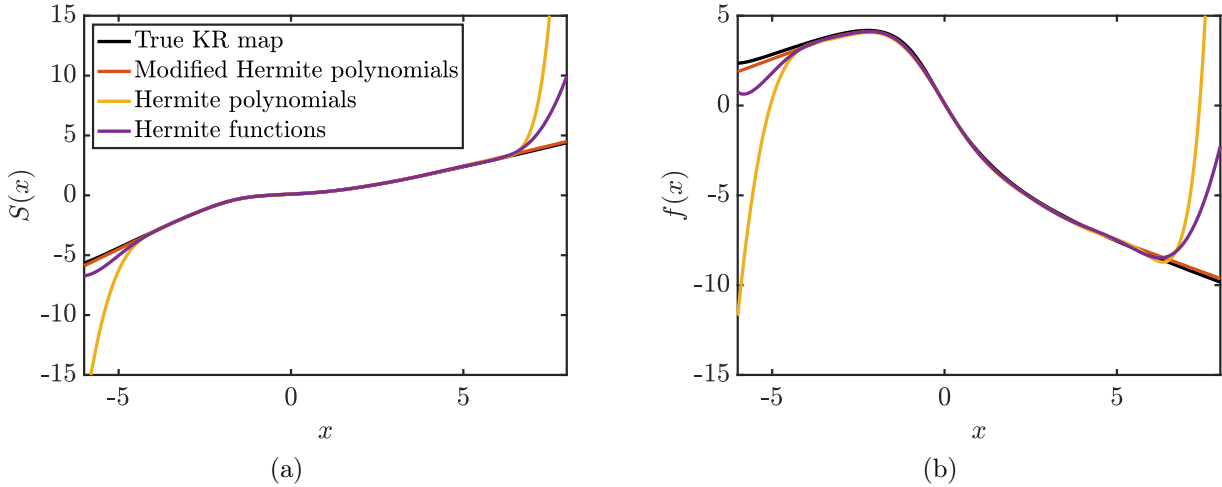 15
10
5
0
-5
-10
-15
S(x)
True KR map
Modified Hermite polynomials
Hermite polynomials
Hermite functions
-5 0 5
x
(a)
5
0
-5
-10
-15
f(x)
-5 0 5
x
(b)